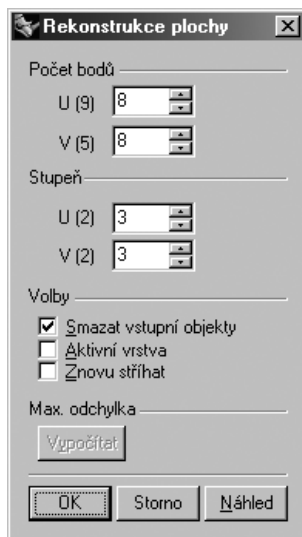 Rekonstrukce plochy
Počet bodů
U (9) 8
V (5) 8
Stupeň
U (2) 3
V (2) 3
Volby
Smazat vstupní objekty
Aktivní vrstva
Znovu stříhat
Max. odchylka
Vypočítat
OK Storno Náhled